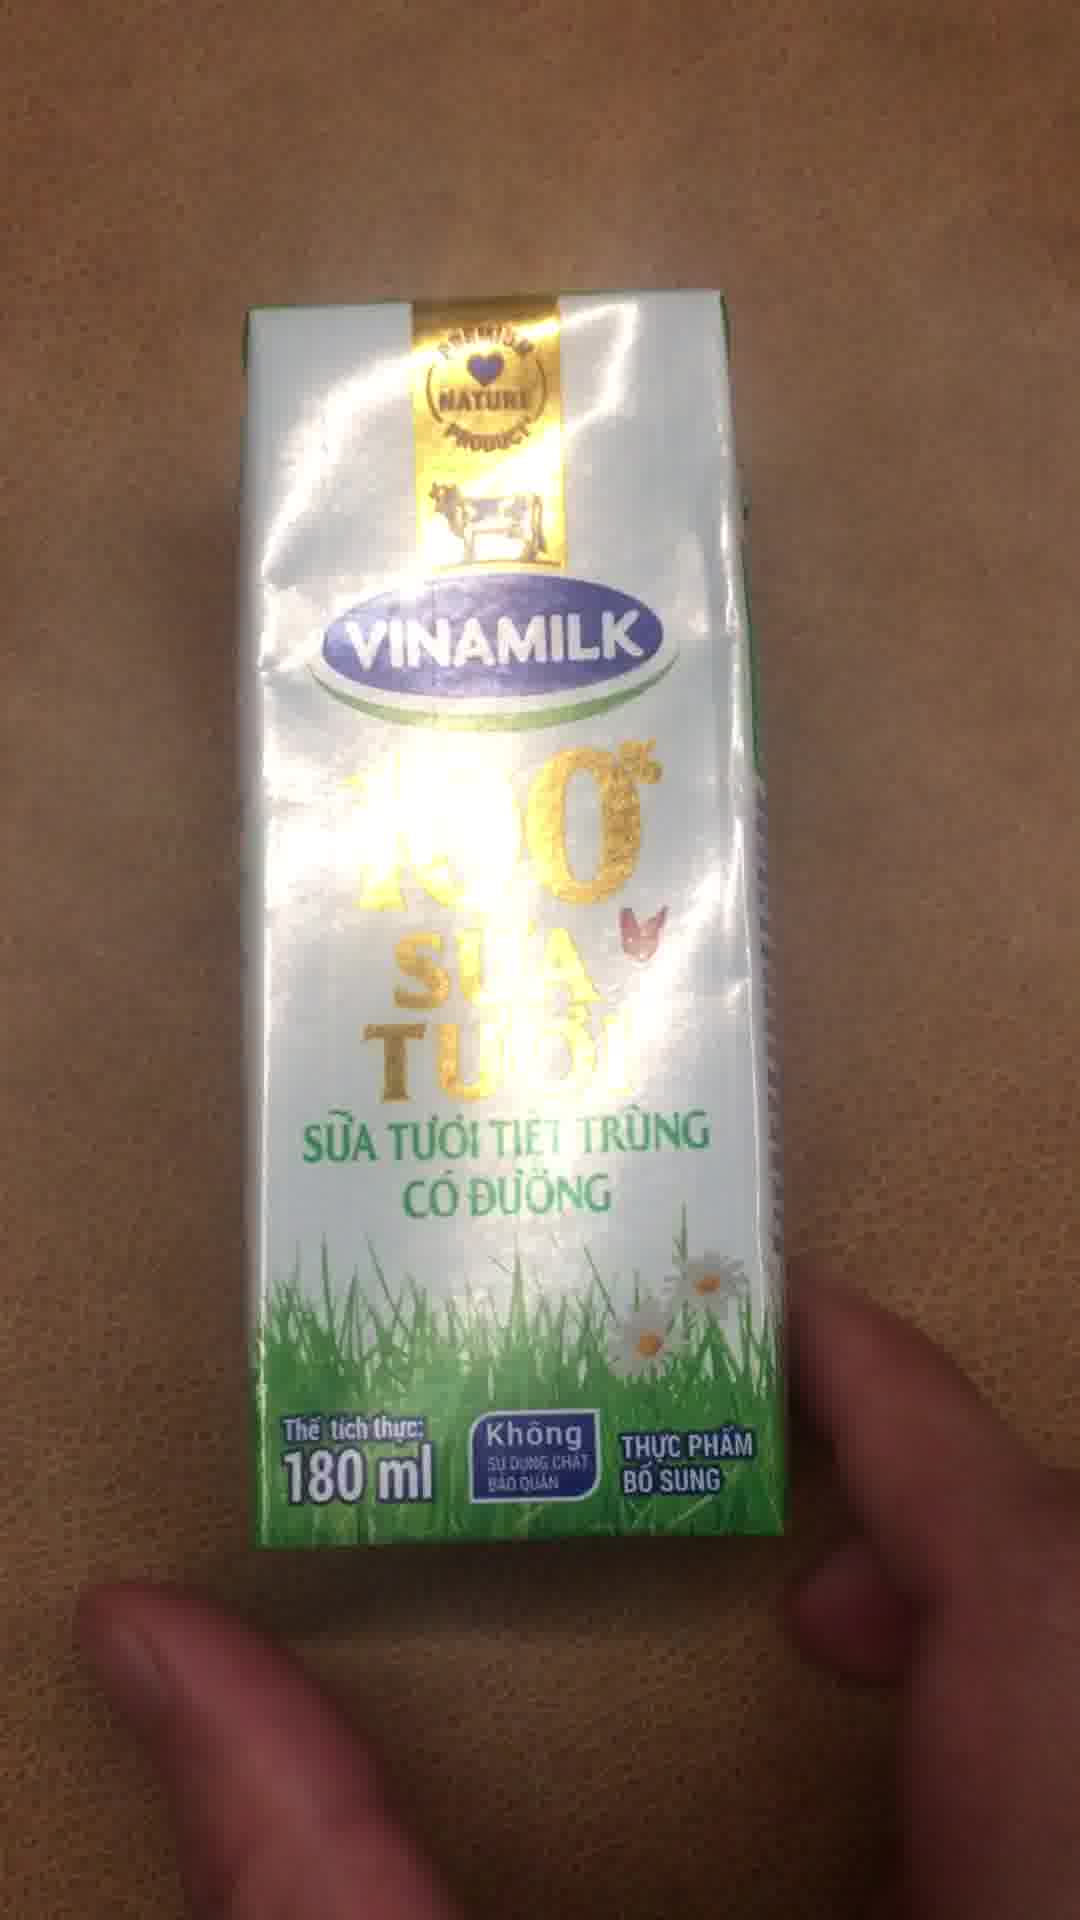 PREMIUM
NATURE
PRODUCT
VINAMILK
100%
SỮA
TƯƠI
SỮA TƯƠI TIỆT TRÙNG
CÓ ĐƯỜNG
Thể tích thực:
180 ml
Không
SỬ DỤNG CHẤT
BẢO QUẢN
THỰC PHẨM
BỔ SUNG